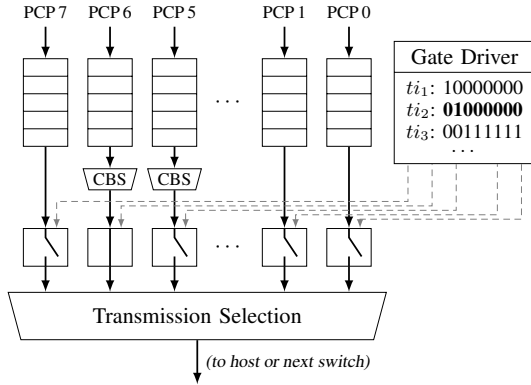 PCP 7 PCP 6 PCP 5 PCP 1 PCP 0
Gate Driver
ti1: 10000000
ti2: 01000000
ti3: 00111111
...
...
CBS CBS
...
Transmission Selection
(to host or next switch)